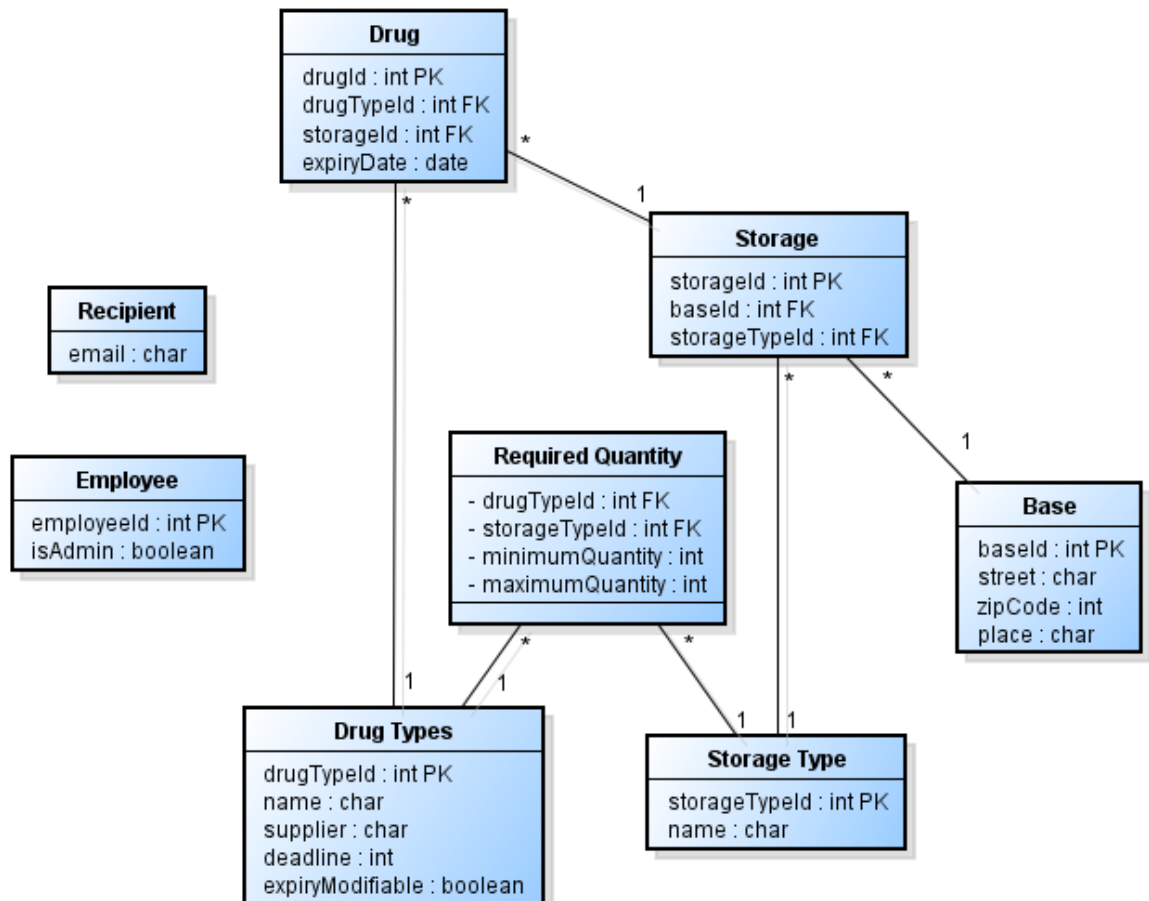 Drug
drugId : int PK
drugTypeId : int FK
storageId : int FK
expiryDate : date
*
*
1
Storage
storageId : int PK
baseId : int FK
storageTypeId : int FK
*
*
1
Recipient
email : char
Employee
employeeId : int PK
isAdmin : boolean
Required Quantity
- drugTypeId : int FK
- storageTypeId : int FK
- minimumQuantity : int
- maximumQuantity : int
*
*
Base
baseId : int PK
street : char
zipCode : int
place : char
1
1
1
1
Drug Types
drugTypeId : int PK
name : char
supplier : char
deadline : int
expiryModifiable : boolean
Storage Type
storageTypeId : int PK
name : char